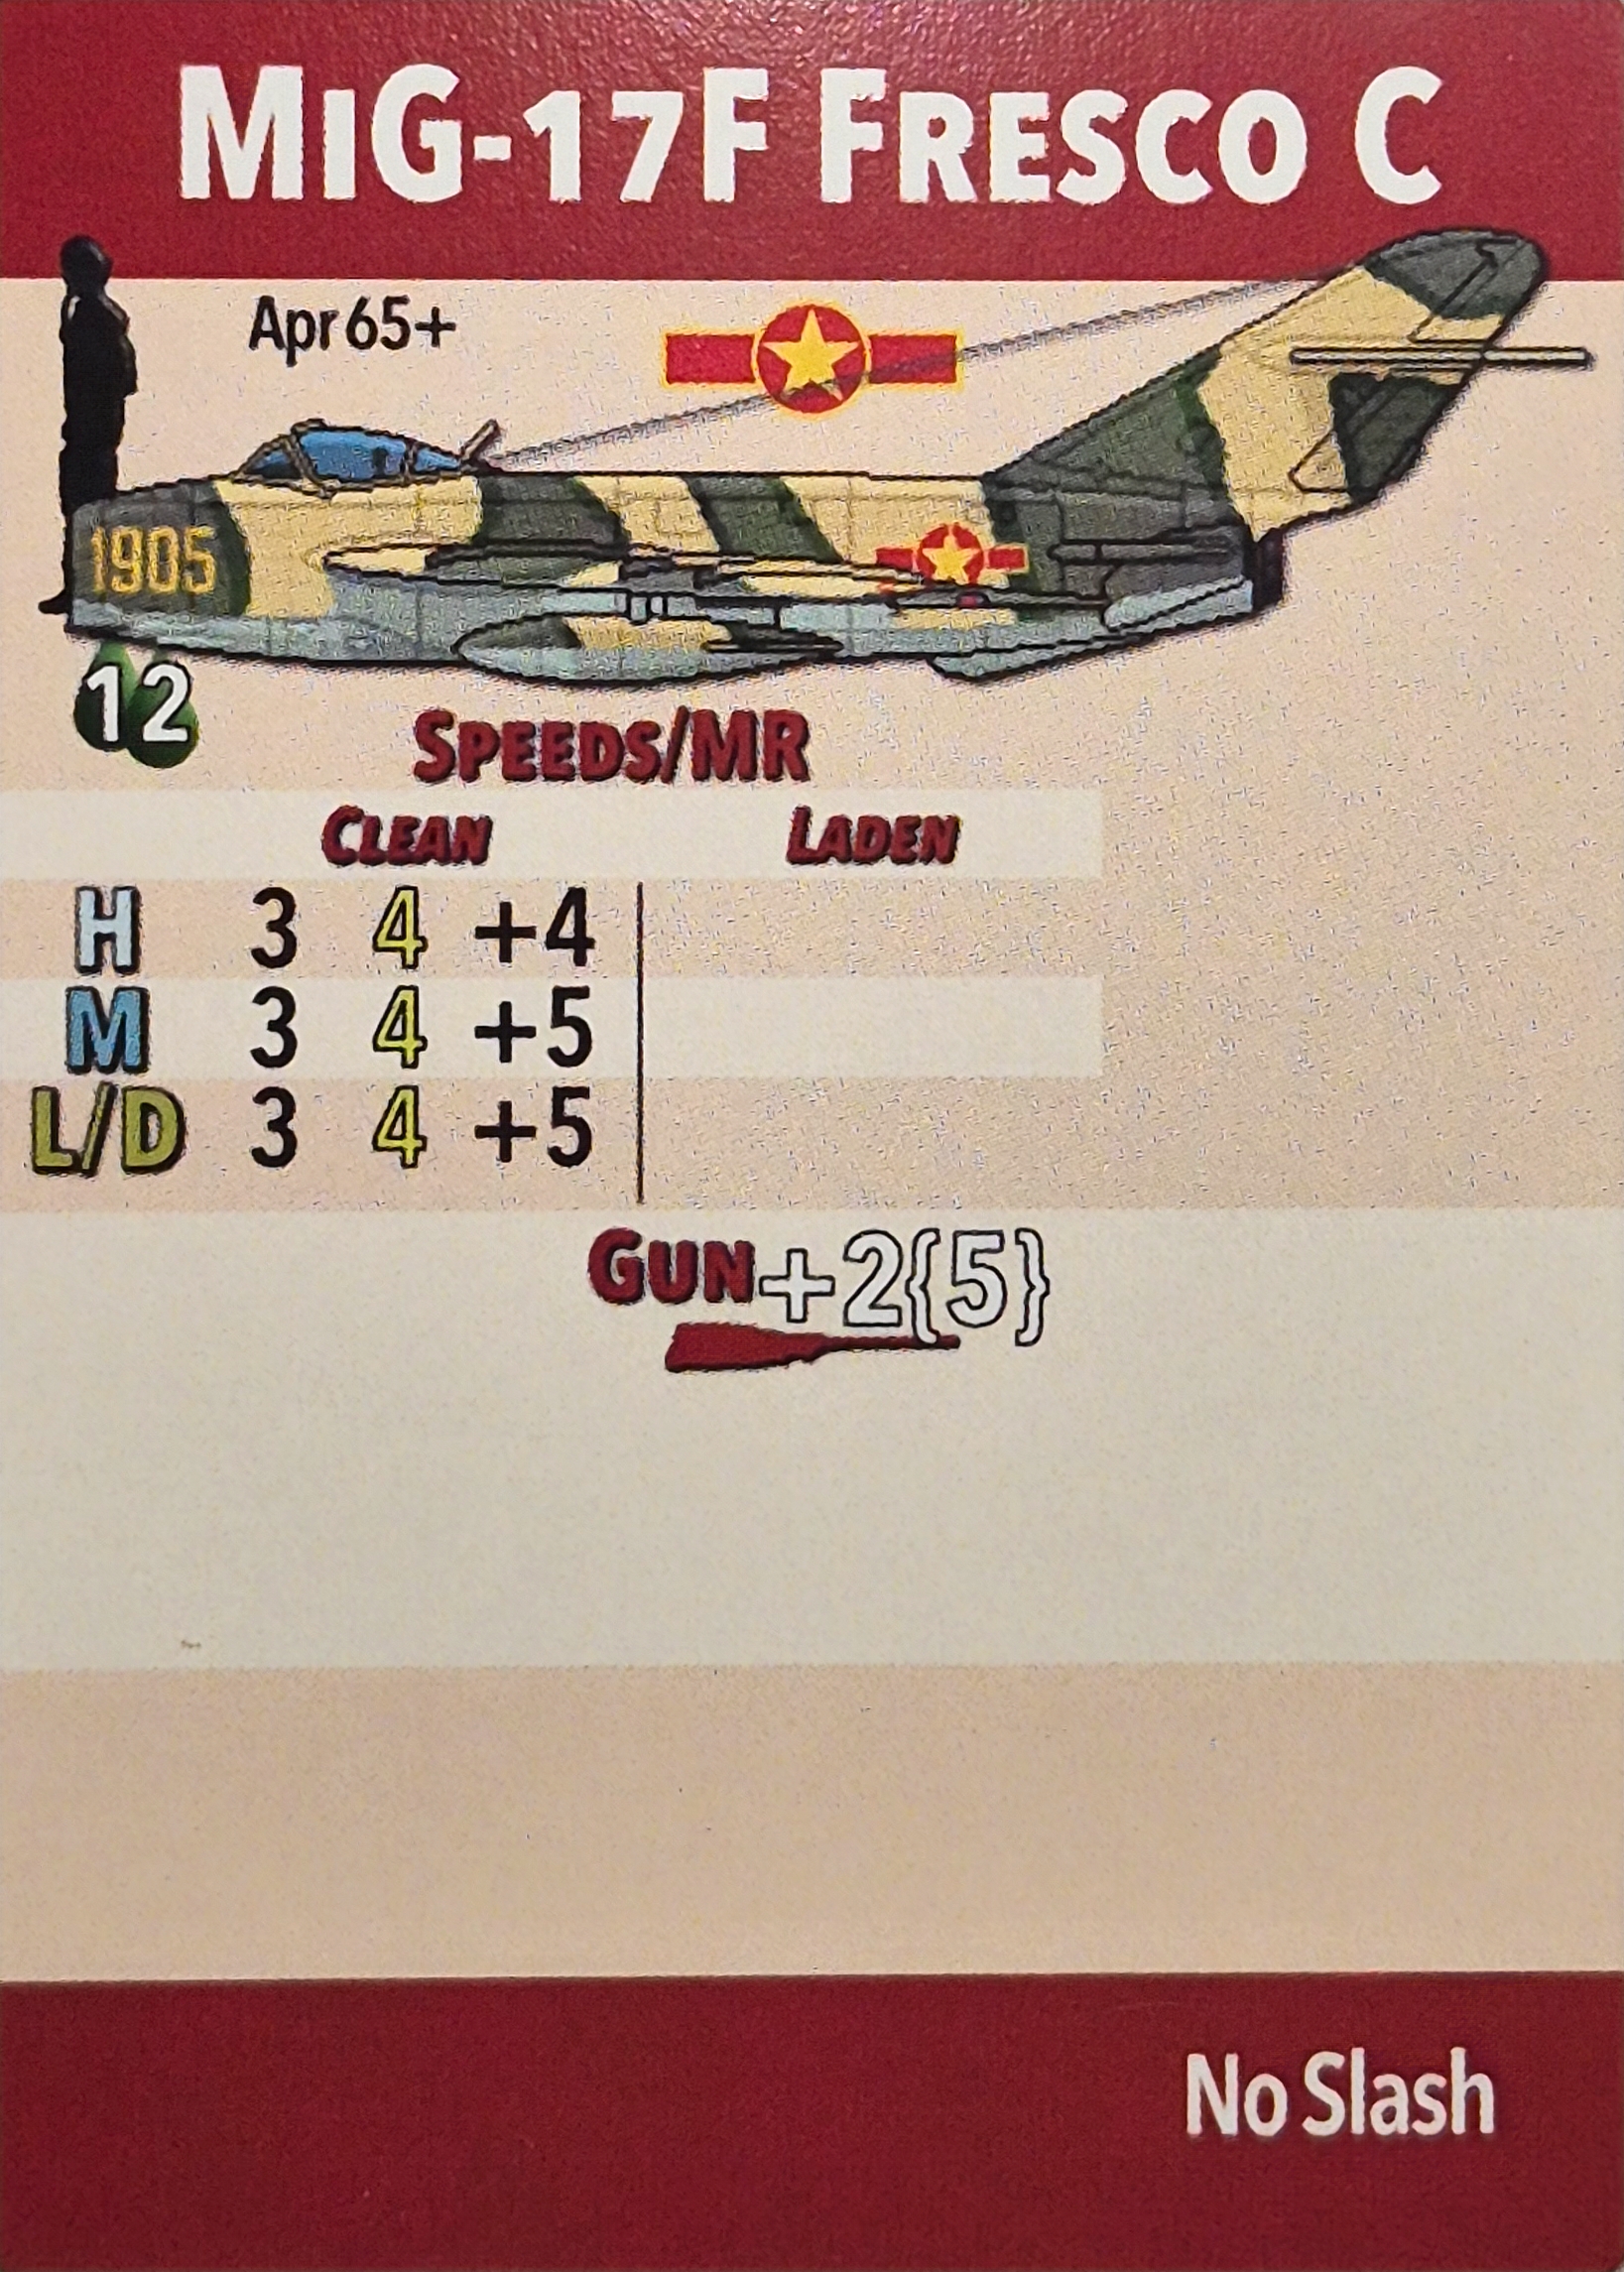 MiG-17F Fresco C
Apr 65+
1905
12
Speeds/MR
Clean Laden
H 3 4 +4
M 3 4 +5
L/D 3 4 +5
Gun +2{5}
No Slash